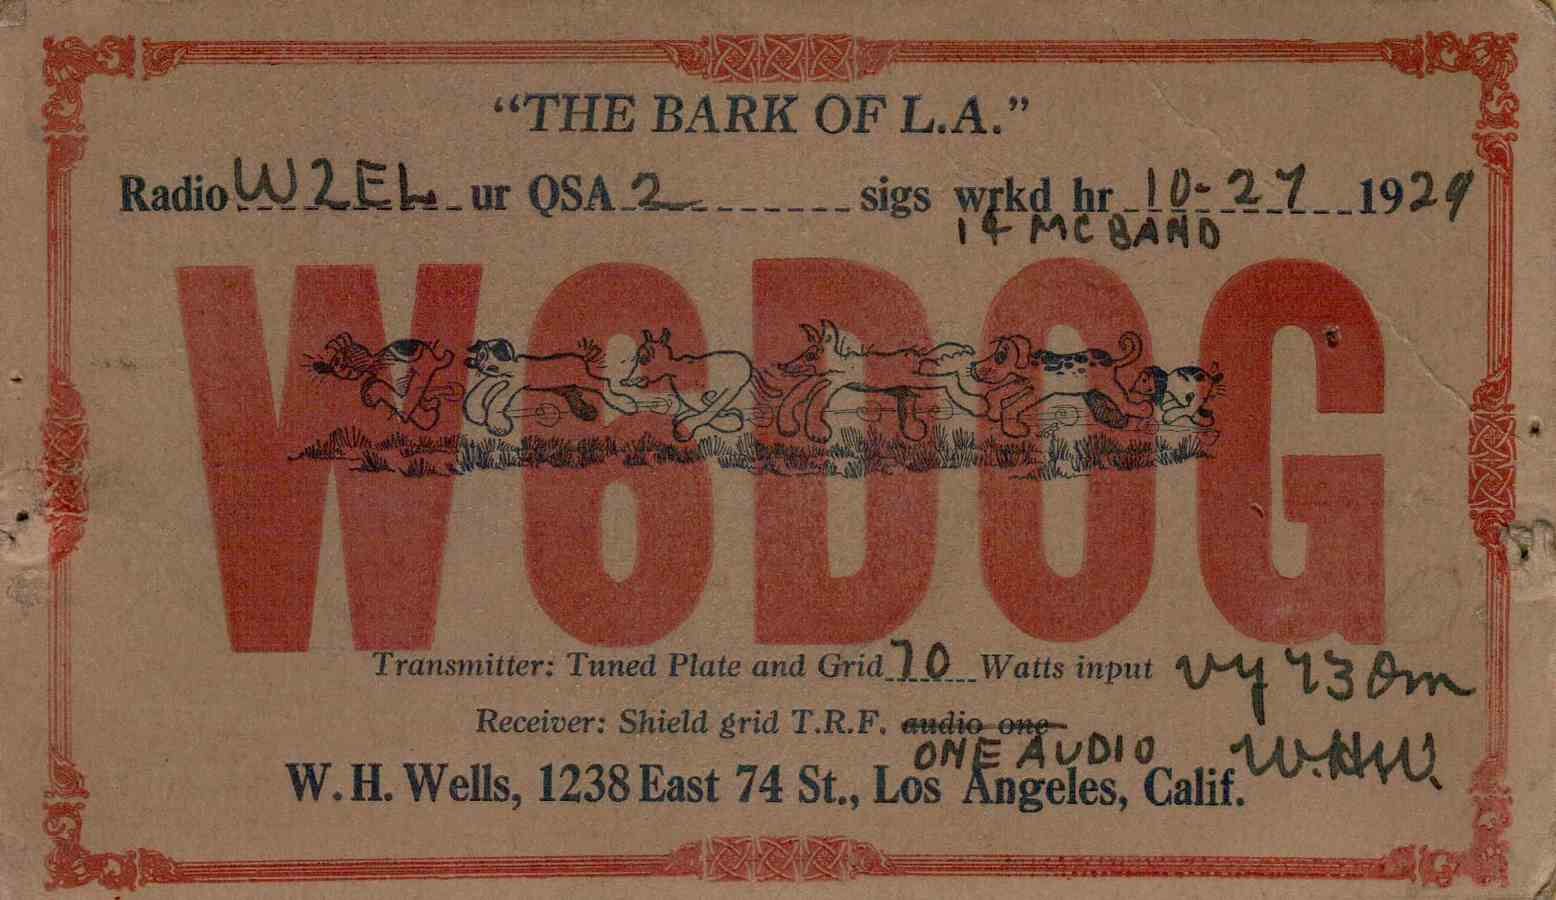 “THE BARK OF L.A.”
Radio W2EL ur QSA 2 sigs wrkd hr 10-27 1929
14 MC BAND
W6DOG
Transmitter: Tuned Plate and Grid 70 Watts input vy 73 Om
Receiver: Shield grid T.R.F. audio one
ONE AUDIO W.H.W.
W. H. Wells, 1238 East 74 St., Los Angeles, Calif.